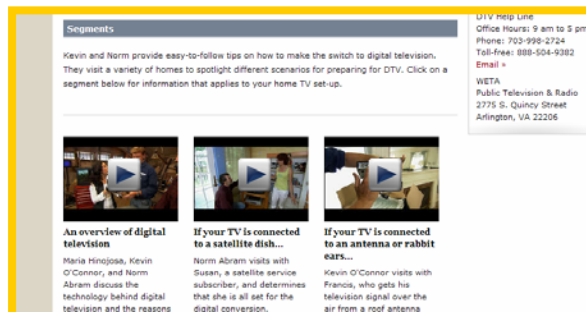 Segments
Kevin and Norm provide easy-to-follow tips on how to make the switch to digital television.
They visit a variety of homes to spotlight different scenarios for preparing for DTV. Click on a
segment below for information that applies to your home TV set-up.
An overview of digital
television
Maria Hinojosa, Kevin
O'Connor, and Norm
Abram discuss the
technology behind digital
television and the reasons
If your TV is connected
to a satellite dish...
Norm Abram visits with
Susan, a satellite service
subscriber, and determines
that she is all set for the
digital conversion.
If your TV is connected
to an antenna or rabbit
ears...
Kevin O'Connor visits with
Francis, who gets his
television signal over the
air from a roof antenna
DTV Help Line
Office Hours: 9 am to 5 pm
Phone: 703-998-2724
Toll-free: 888-504-9382
Email »
WETA
Public Television & Radio
2775 S. Quincy Street
Arlington, VA 22206